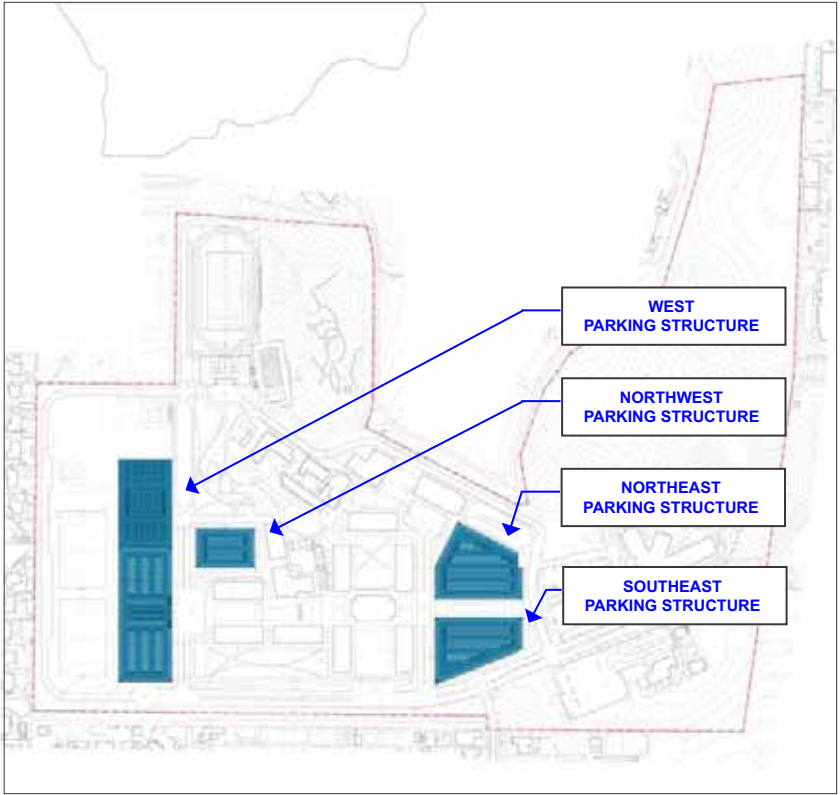 WEST
PARKING STRUCTURE
NORTHWEST
PARKING STRUCTURE
NORTHEAST
PARKING STRUCTURE
SOUTHEAST
PARKING STRUCTURE